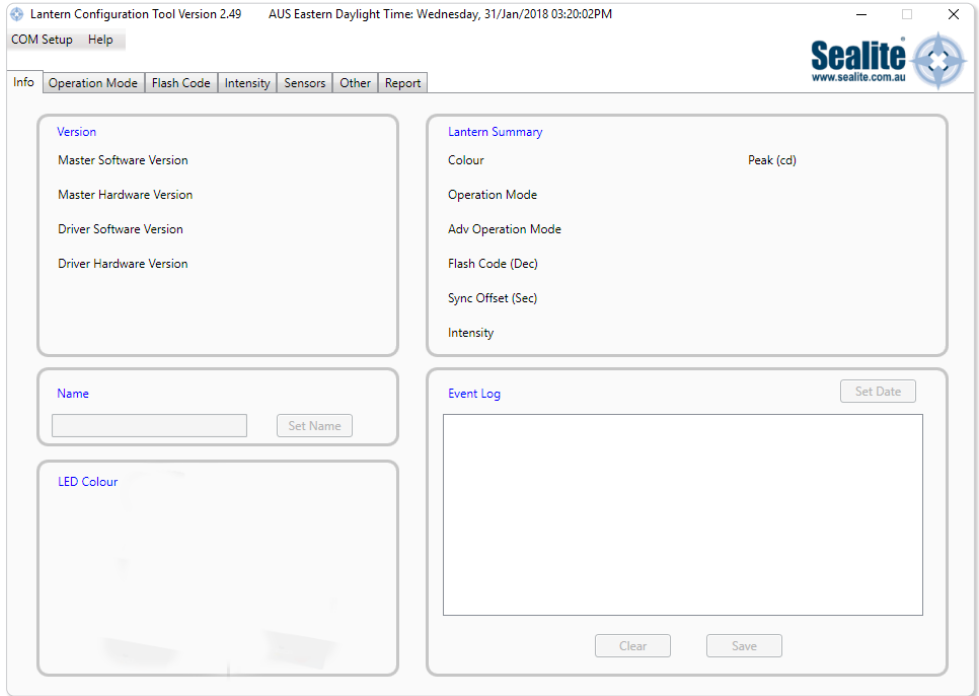 Lantern Configuration Tool Version 2.49 AUS Eastern Daylight Time: Wednesday, 31/Jan/2018 03:20:02PM
COM Setup Help
Sealite
www.sealite.com.au
Info Operation Mode Flash Code Intensity Sensors Other Report
Version
Master Software Version
Master Hardware Version
Driver Software Version
Driver Hardware Version
Lantern Summary
Colour Peak (cd)
Operation Mode
Adv Operation Mode
Flash Code (Dec)
Sync Offset (Sec)
Intensity
Name
Set Name
LED Colour
Event Log Set Date
Clear Save